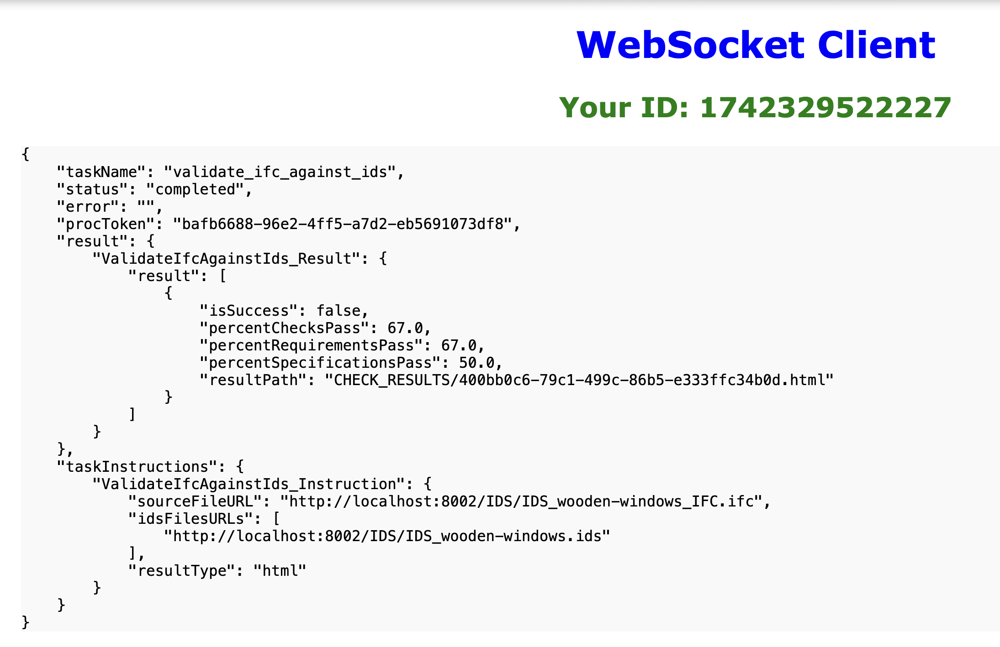 WebSocket Client
Your ID: 1742329522227
{
    "taskName": "validate_ifc_against_ids",
    "status": "completed",
    "error": "",
    "procToken": "bafb6688-96e2-4ff5-a7d2-eb5691073df8",
    "result": {
        "ValidateIfcAgainstIds_Result": {
            "result": [
                {
                    "isSuccess": false,
                    "percentChecksPass": 67.0,
                    "percentRequirementsPass": 67.0,
                    "percentSpecificationsPass": 50.0,
                    "resultPath": "CHECK_RESULTS/400bb0c6-79c1-499c-86b5-e333ffc34b0d.html"
                }
            ]
        }
    },
    "taskInstructions": {
        "ValidateIfcAgainstIds_Instruction": {
            "sourceFileURL": "http://localhost:8002/IDS/IDS_wooden-windows_IFC.ifc",
            "idsFilesURLs": [
                "http://localhost:8002/IDS/IDS_wooden-windows.ids"
            ],
            "resultType": "html"
        }
    }
}